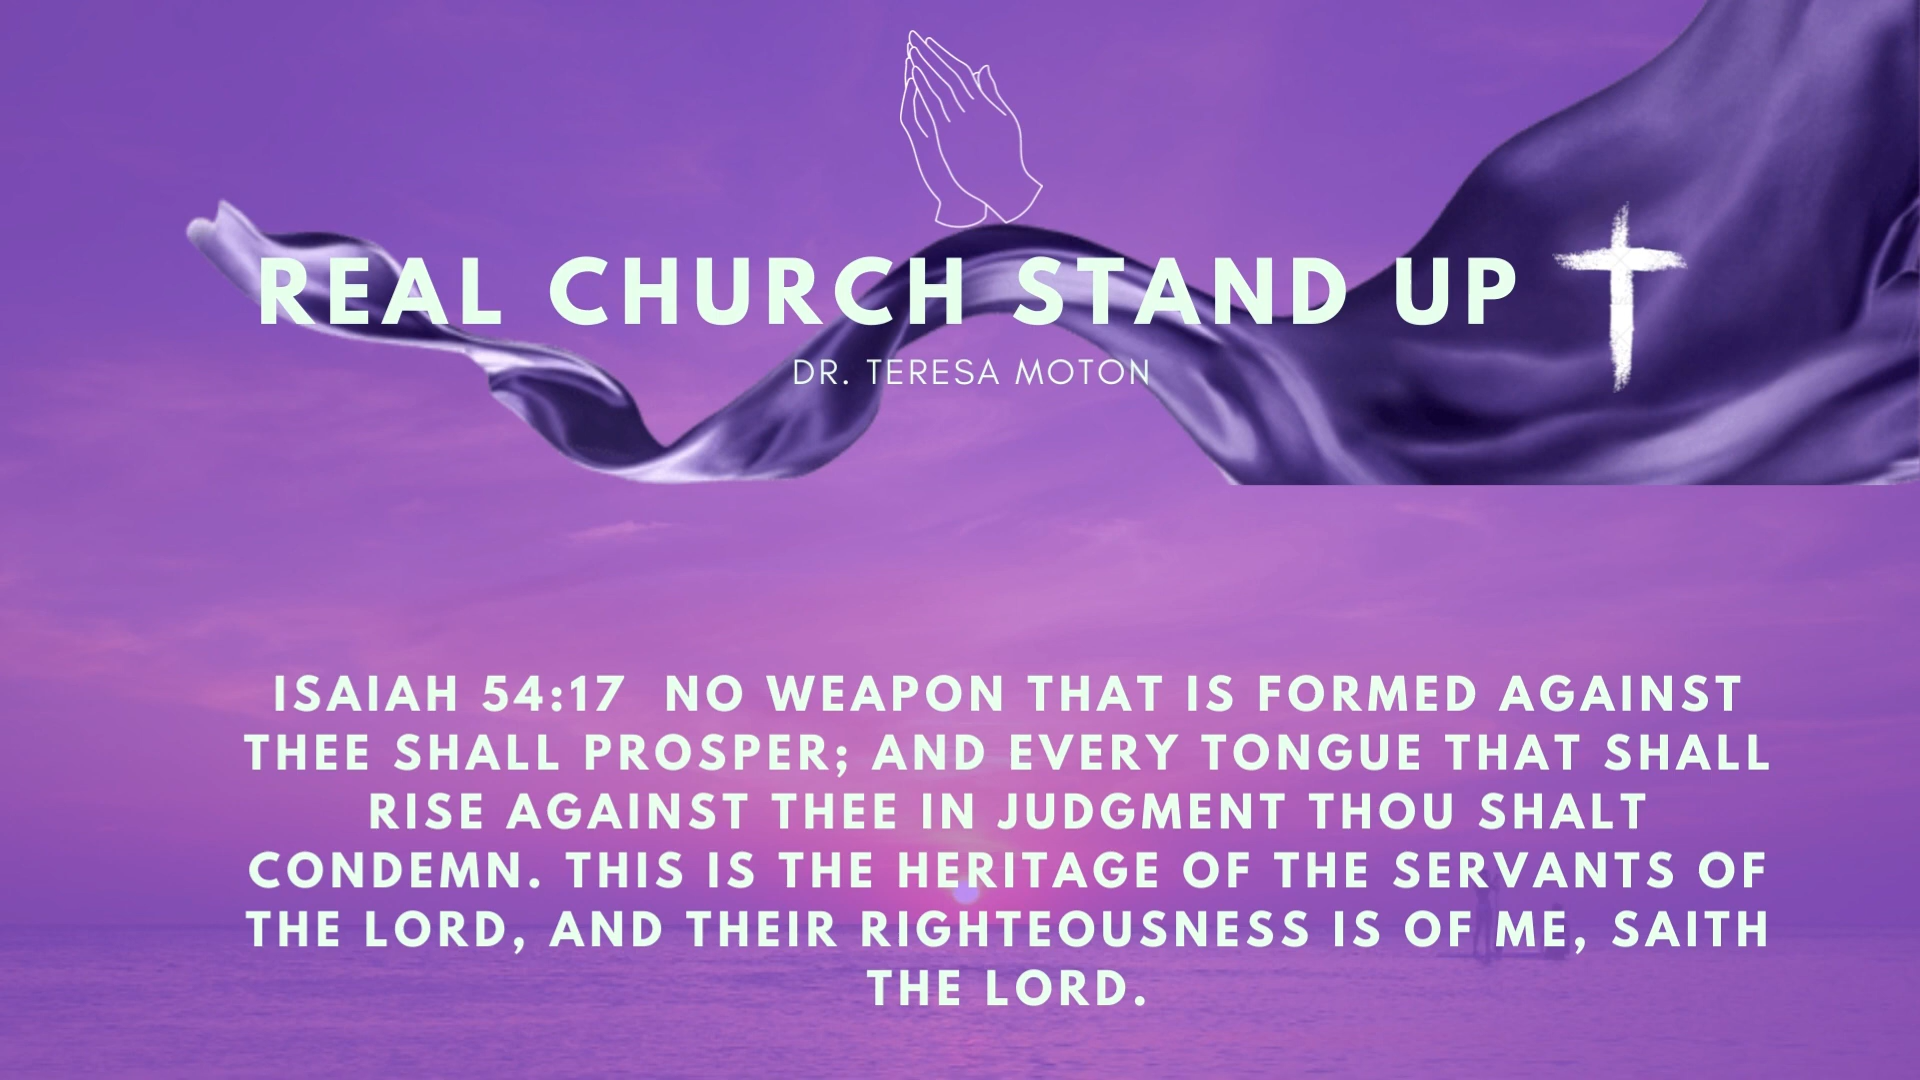 REAL CHURCH STAND UP
DR. TERESA MOTON
ISAIAH 54:17 NO WEAPON THAT IS FORMED AGAINST
THEE SHALL PROSPER; AND EVERY TONGUE THAT SHALL
RISE AGAINST THEE IN JUDGMENT THOU SHALT
CONDEMN. THIS IS THE HERITAGE OF THE SERVANTS OF
THE LORD, AND THEIR RIGHTEOUSNESS IS OF ME, SAITH
THE LORD.